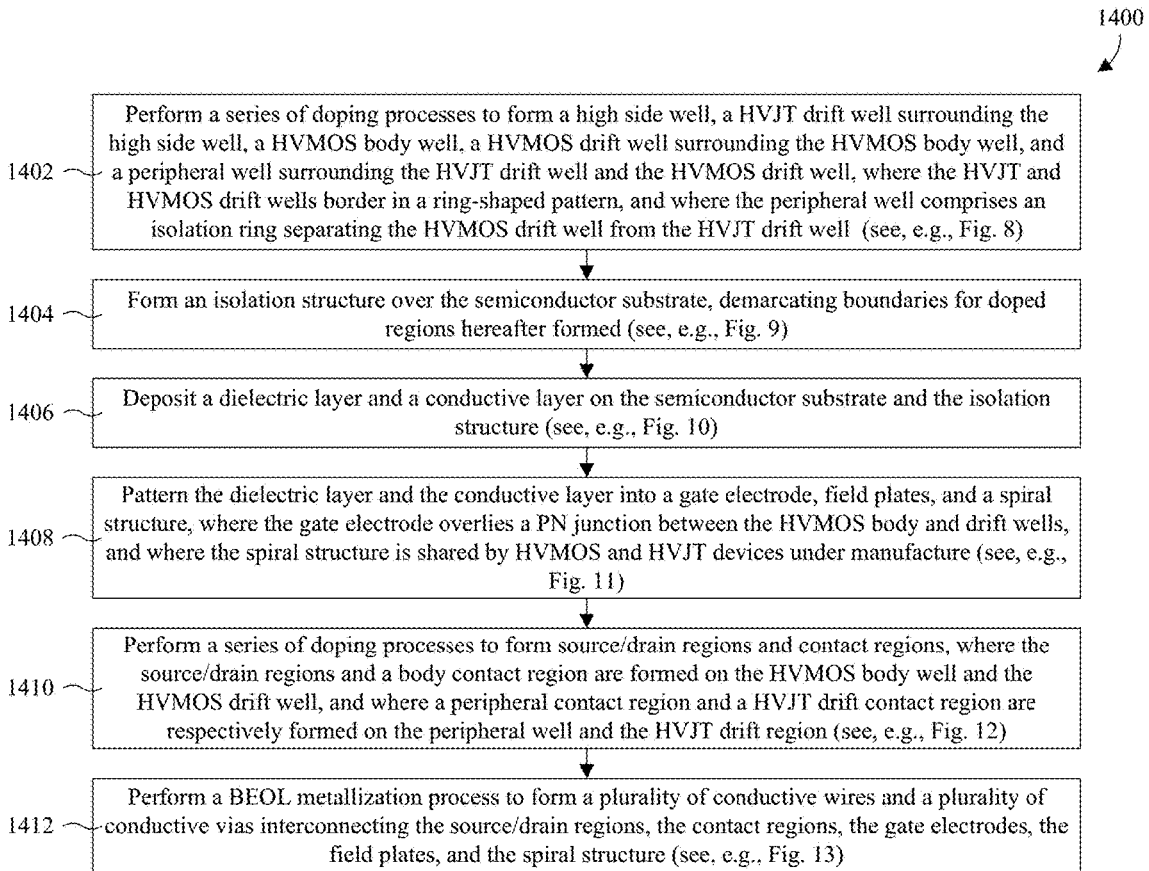 1400
Perform a series of doping processes to form a high side well, a HVJT drift well surrounding the
high side well, a HVMOS body well, a HVMOS drift well surrounding the HVMOS body well, and
1402
a peripheral well surrounding the HVJT drift well and the HVMOS drift well, where the HVJT and
HVMOS drift wells border in a ring-shaped pattern, and where the peripheral well comprises an
isolation ring separating the HVMOS drift well from the HVJT drift well (see, e.g., Fig. 8)
1404
Form an isolation structure over the semiconductor substrate, demarcating boundaries for doped
regions hereafter formed (see, e.g., Fig. 9)
1406
Deposit a dielectric layer and a conductive layer on the semiconductor substrate and the isolation
structure (see, e.g., Fig. 10)
Pattern the dielectric layer and the conductive layer into a gate electrode, field plates, and a spiral
1408
structure, where the gate electrode overlies a PN junction between the HVMOS body and drift wells,
and where the spiral structure is shared by HVMOS and HVJT devices under manufacture (see, e.g.,
Fig. 11)
Perform a series of doping processes to form source/drain regions and contact regions, where the
1410
source/drain regions and a body contact region are formed on the HVMOS body well and the
HVMOS drift well, and where a peripheral contact region and a HVJT drift contact region are
respectively formed on the peripheral well and the HVJT drift region (see, e.g., Fig. 12)
Perform a BEOL metallization process to form a plurality of conductive wires and a plurality of
1412
conductive vias interconnecting the source/drain regions, the contact regions, the gate electrodes, the
field plates, and the spiral structure (see, e.g., Fig. 13)